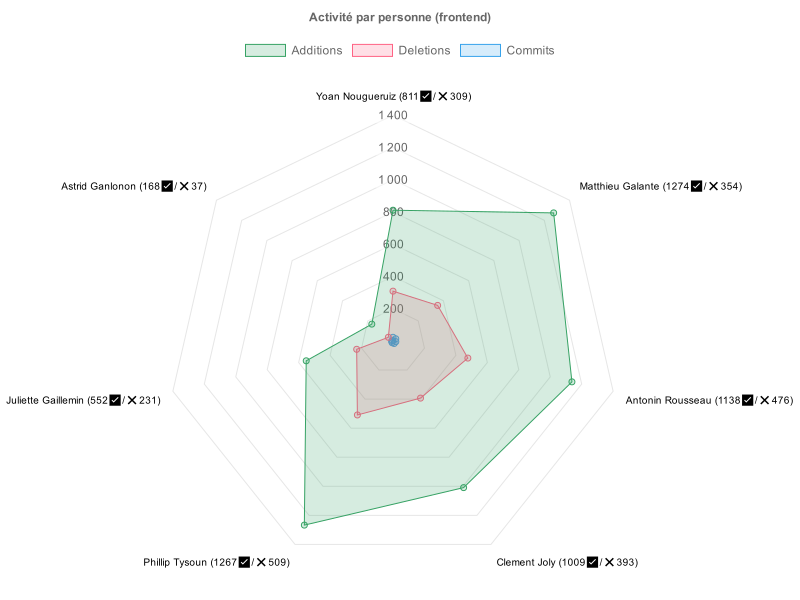 Activité par personne (frontend)
Additions Deletions Commits
Yoan Nougueruiz (811✅/❌ 309)
1 400
1 200
Astrid Ganlonon (168✅/❌ 37)
Matthieu Galante (1274✅/❌ 354)
1 000
800
600
400
200
Juliette Gaillemin (552✅/❌ 231)
Antonin Rousseau (1138✅/❌ 476)
Phillip Tysoun (1267✅/❌ 509)
Clement Joly (1009✅/❌ 393)